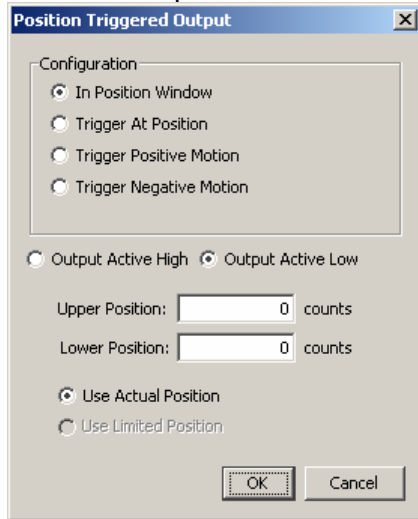 Position Triggered Output
Configuration
In Position Window
Trigger At Position
Trigger Positive Motion
Trigger Negative Motion
Output Active High Output Active Low
Upper Position: 0 counts
Lower Position: 0 counts
Use Actual Position
Use Limited Position
OK Cancel